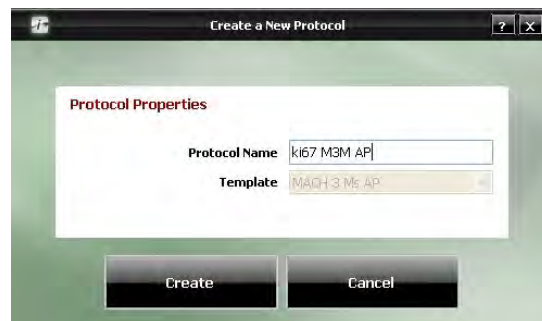 Create a New Protocol ? X
Protocol Properties
Protocol Name ki67 M3M AP
Template MACH 3 Ms AP
Create Cancel